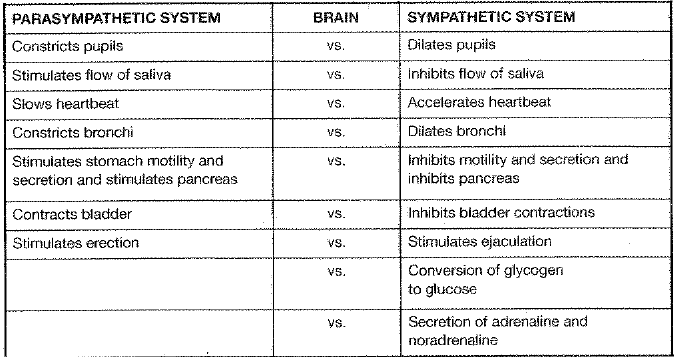 PARASYMPATHETIC SYSTEM BRAIN SYMPATHETIC SYSTEM
Constricts pupils vs. Dilates pupils
Stimulates flow of saliva vs. Inhibits flow of saliva
Slows heartbeat vs. Accelerates heartbeat
Constricts bronchi vs. Dilates bronchi
Stimulates stomach motility and vs. Inhibits motility and secretion and
secretion and stimulates pancreas inhibits pancreas
Contracts bladder vs. Inhibits bladder contractions
Stimulates erection vs. Stimulates ejaculation
vs. Conversion of glycogen
to glucose
vs. Secretion of adrenaline and
noradrenaline